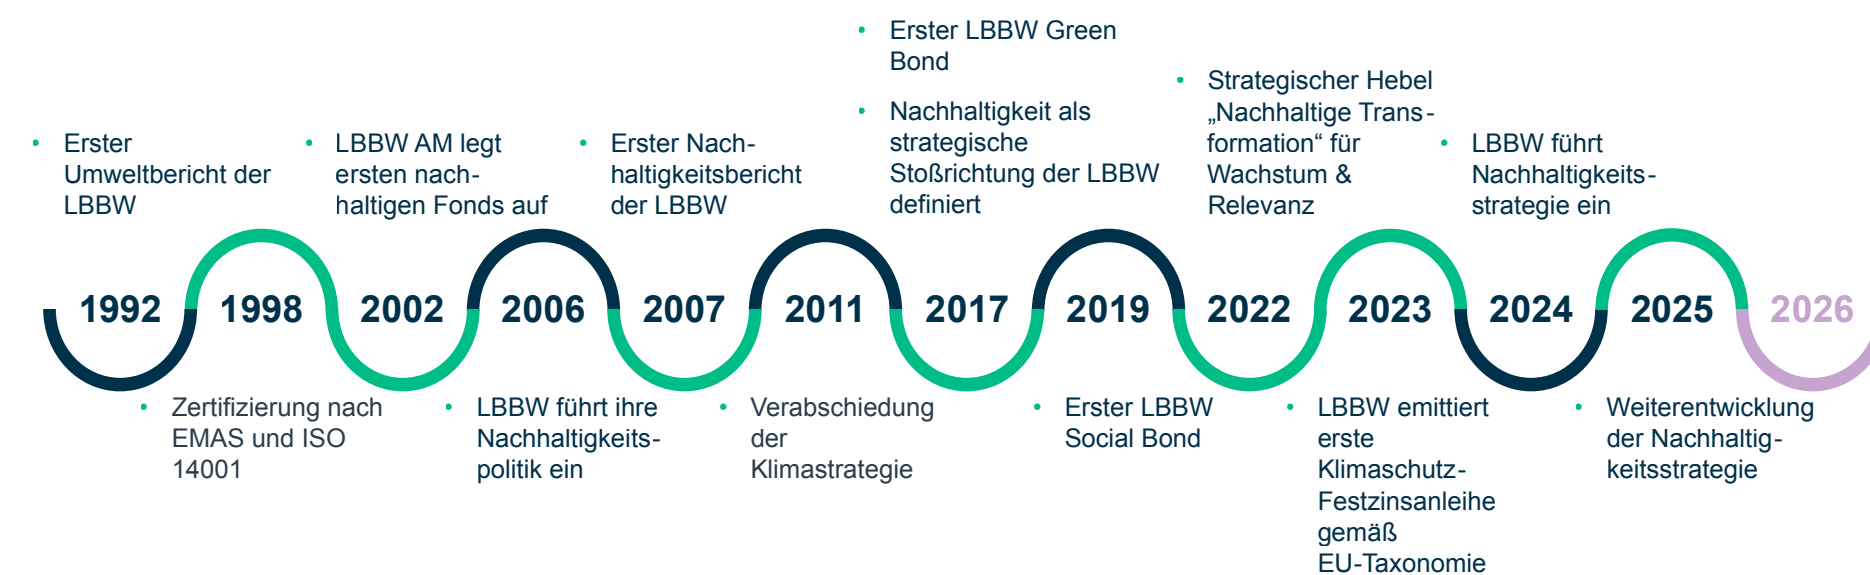 • Erster LBBW Green
Bond
• Nachhaltigkeit als
strategische
Stoßrichtung der LBBW
definiert
• Strategischer Hebel
„Nachhaltige Trans-
formation“ für
Wachstum &
Relevanz
• Erster
Umweltbericht der
LBBW
• LBBW AM legt
ersten nach-
haltigen Fonds auf
• Erster Nach-
haltigkeitsbericht
der LBBW
• LBBW führt
Nachhaltigkeits-
strategie ein
1992 1998 2002 2006 2007 2011 2017 2019 2022 2023 2024 2025 2026
• Zertifizierung nach
EMAS und ISO
14001
• LBBW führt ihre
Nachhaltigkeits-
politik ein
• Verabschiedung
der
Klimastrategie
• Erster LBBW
Social Bond
• LBBW emittiert
erste
Klimaschutz-
Festzinsanleihe
gemäß
EU-Taxonomie
• Weiterentwicklung
der Nachhaltig-
keitsstrategie